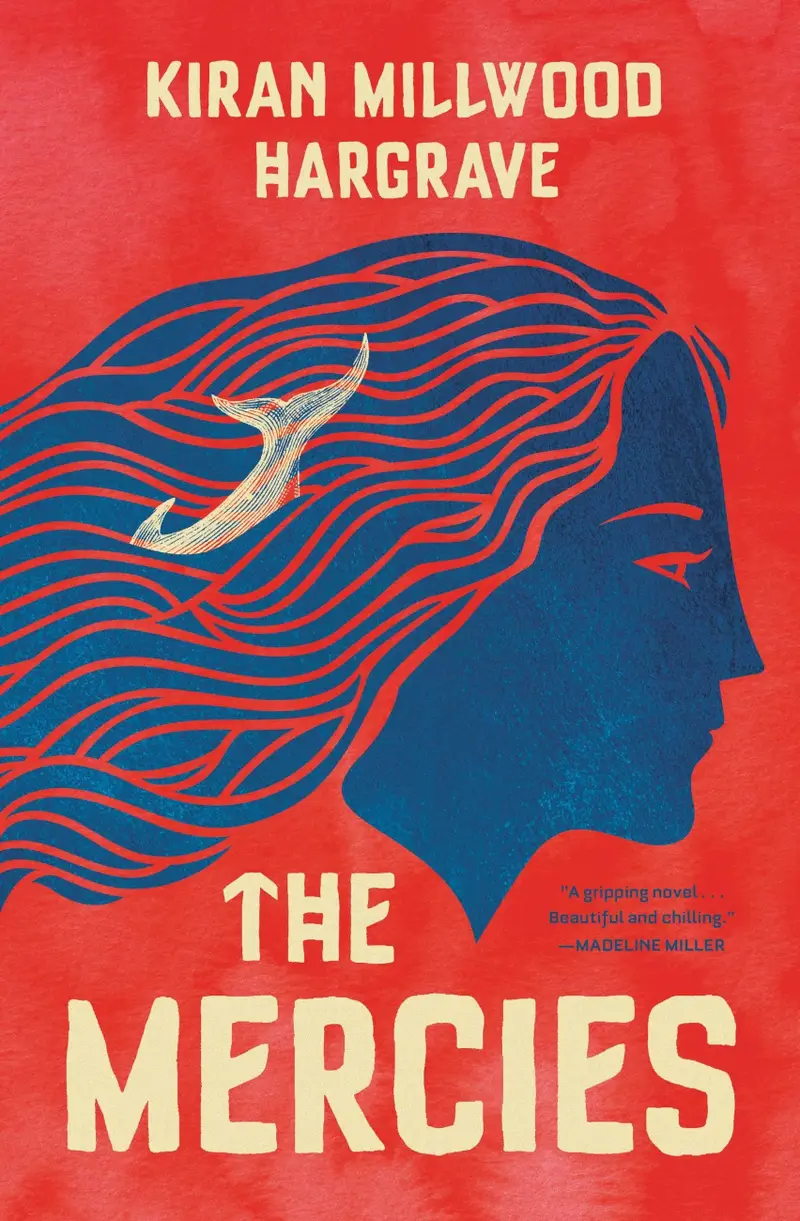 KIRAN MILLWOOD
HARGRAVE
THE
"A gripping novel . . .
Beautiful and chilling."
—MADELINE MILLER
MERCIES